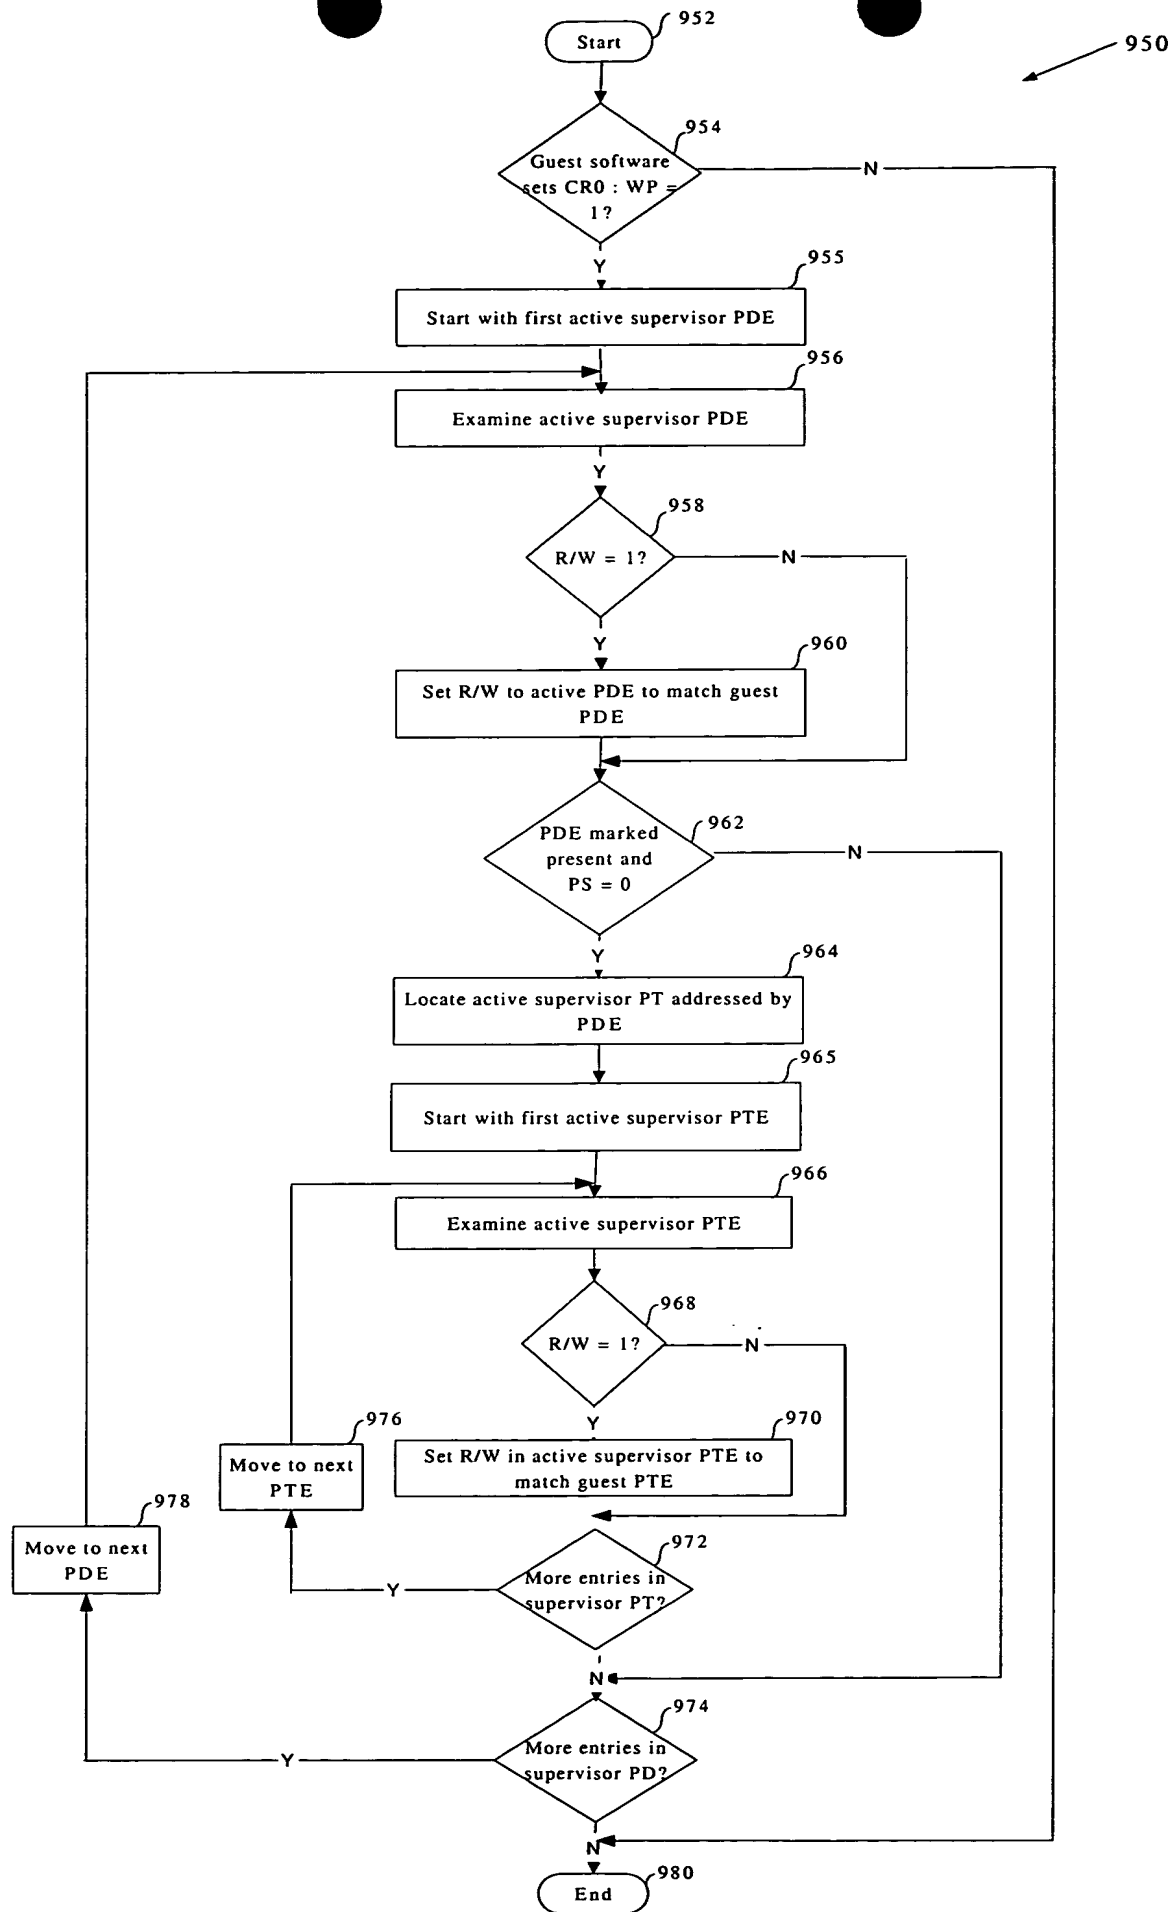 952
Start
950
954
Guest software
sets CR0 : WP =
1?
N
Y
955
Start with first active supervisor PDE
956
Examine active supervisor PDE
Y
958
R/W = 1?
N
Y
960
Set R/W to active PDE to match guest
PDE
962
PDE marked
present and
PS = 0
N
Y
964
Locate active supervisor PT addressed by
PDE
965
Start with first active supervisor PTE
966
Examine active supervisor PTE
968
R/W = 1?
N
Y
970
Set R/W in active supervisor PTE to
match guest PTE
976
Move to next
PTE
978
Move to next
PDE
972
More entries in
supervisor PT?
Y
N
974
More entries in
supervisor PD?
Y
N
980
End